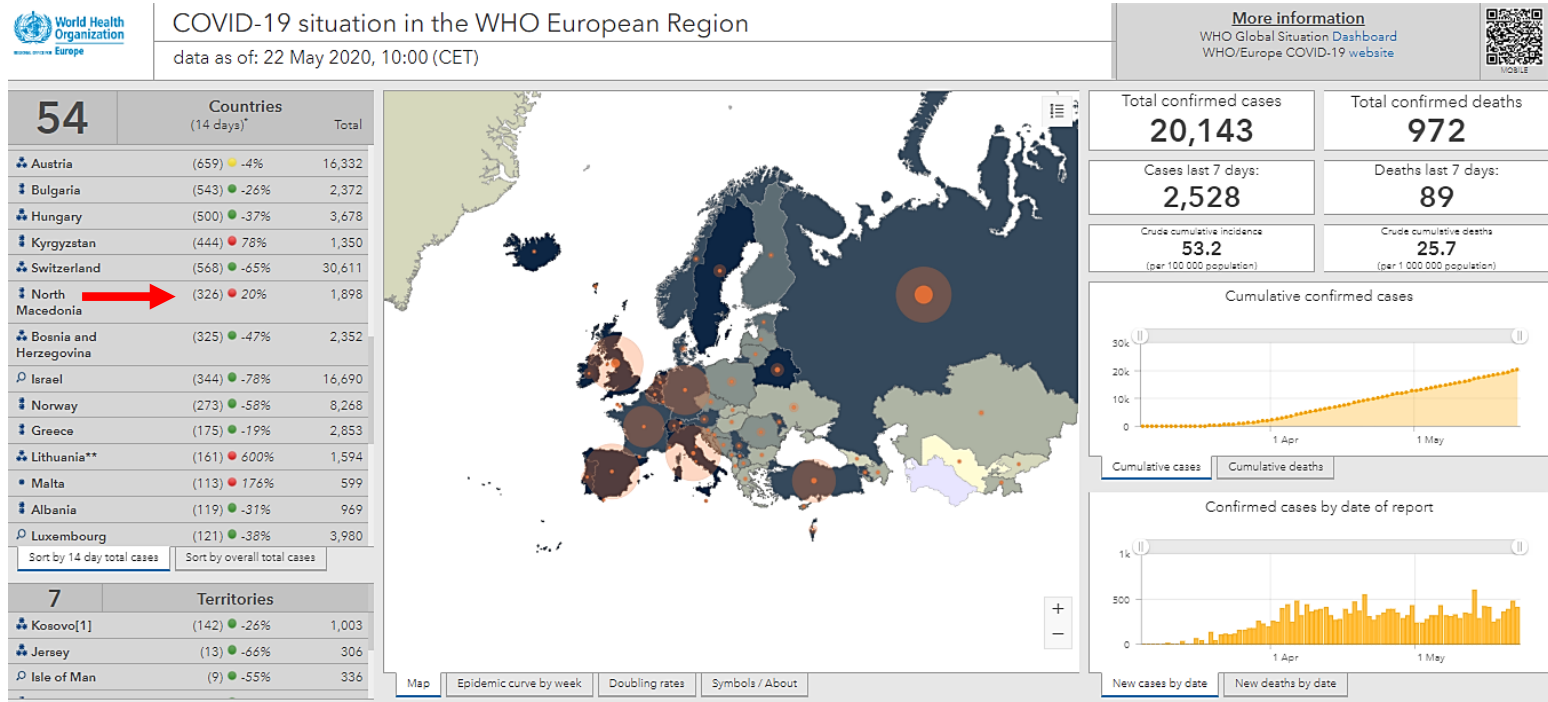 World Health
Organization
REGIONAL OFFICE FOR Europe
COVID-19 situation in the WHO European Region
data as of: 22 May 2020, 10:00 (CET)
More information
WHO Global Situation Dashboard
WHO/Europe COVID-19 website
MOBILE
54 Countries
(14 days)* Total
Austria (659) -4% 16,332
Bulgaria (543) -26% 2,372
Hungary (500) -37% 3,678
Kyrgyzstan (444) 78% 1,350
Switzerland (568) -65% 30,611
North Macedonia (326) 20% 1,898
Bosnia and Herzegovina (325) -47% 2,352
Israel (344) -78% 16,690
Norway (273) -58% 8,268
Greece (175) -19% 2,853
Lithuania** (161) 600% 1,594
Malta (113) 176% 599
Albania (119) -31% 969
Luxembourg (121) -38% 3,980
Sort by 14 day total cases Sort by overall total cases
7 Territories
Kosovo[1] (142) -26% 1,003
Jersey (13) -66% 306
Isle of Man (9) -55% 336
Map Epidemic curve by week Doubling rates Symbols / About
+
−
Total confirmed cases
20,143
Total confirmed deaths
972
Cases last 7 days:
2,528
Deaths last 7 days:
89
Crude cumulative incidence
53.2
(per 100 000 population)
Crude cumulative deaths
25.7
(per 1 000 000 population)
Cumulative confirmed cases
30k
20k
10k
0
1 Apr 1 May
Cumulative cases Cumulative deaths
Confirmed cases by date of report
1k
500
0
1 Apr 1 May
New cases by date New deaths by date